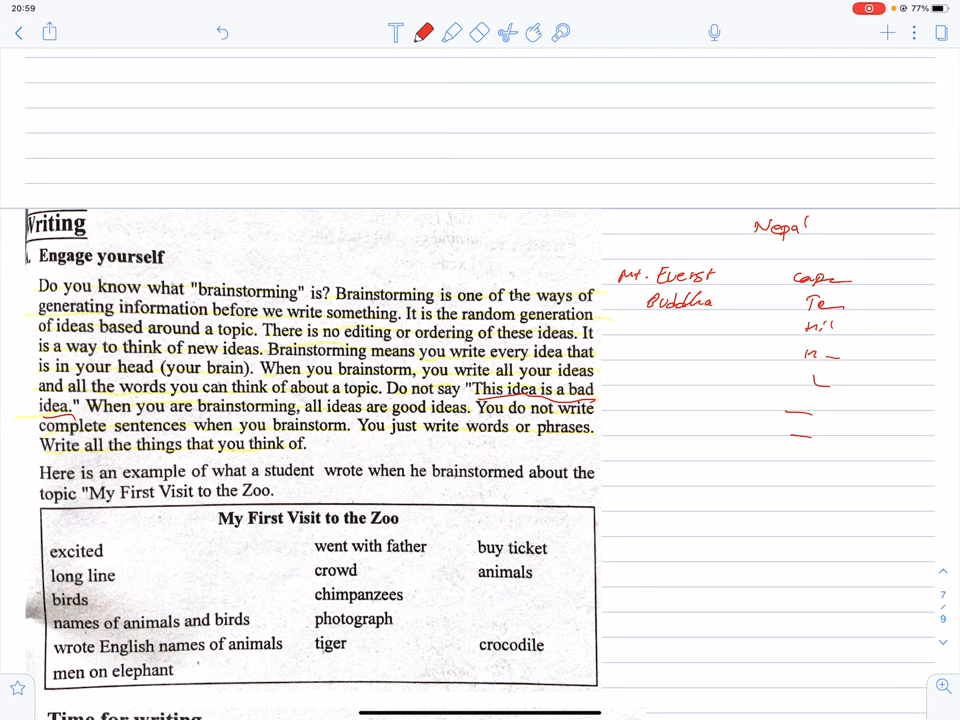 20:59
77%
T
Writing
Engage yourself
Do you know what "brainstorming" is? Brainstorming is one of the ways of
generating information before we write something. It is the random generation
of ideas based around a topic. There is no editing or ordering of these ideas. It
is a way to think of new ideas. Brainstorming means you write every idea that
is in your head (your brain). When you brainstorm, you write all your ideas
and all the words you can think of about a topic. Do not say "This idea is a bad
idea." When you are brainstorming, all ideas are good ideas. You do not write
complete sentences when you brainstorm. You just write words or phrases.
Write all the things that you think of.
Here is an example of what a student wrote when he brainstormed about the
topic "My First Visit to the Zoo.
My First Visit to the Zoo
excited went with father buy ticket
long line crowd animals
birds chimpanzees
names of animals and birds photograph
wrote English names of animals tiger crocodile
men on elephant
Time for writing
Nepal
Mt. Everst
Buddha Te
7
/
9